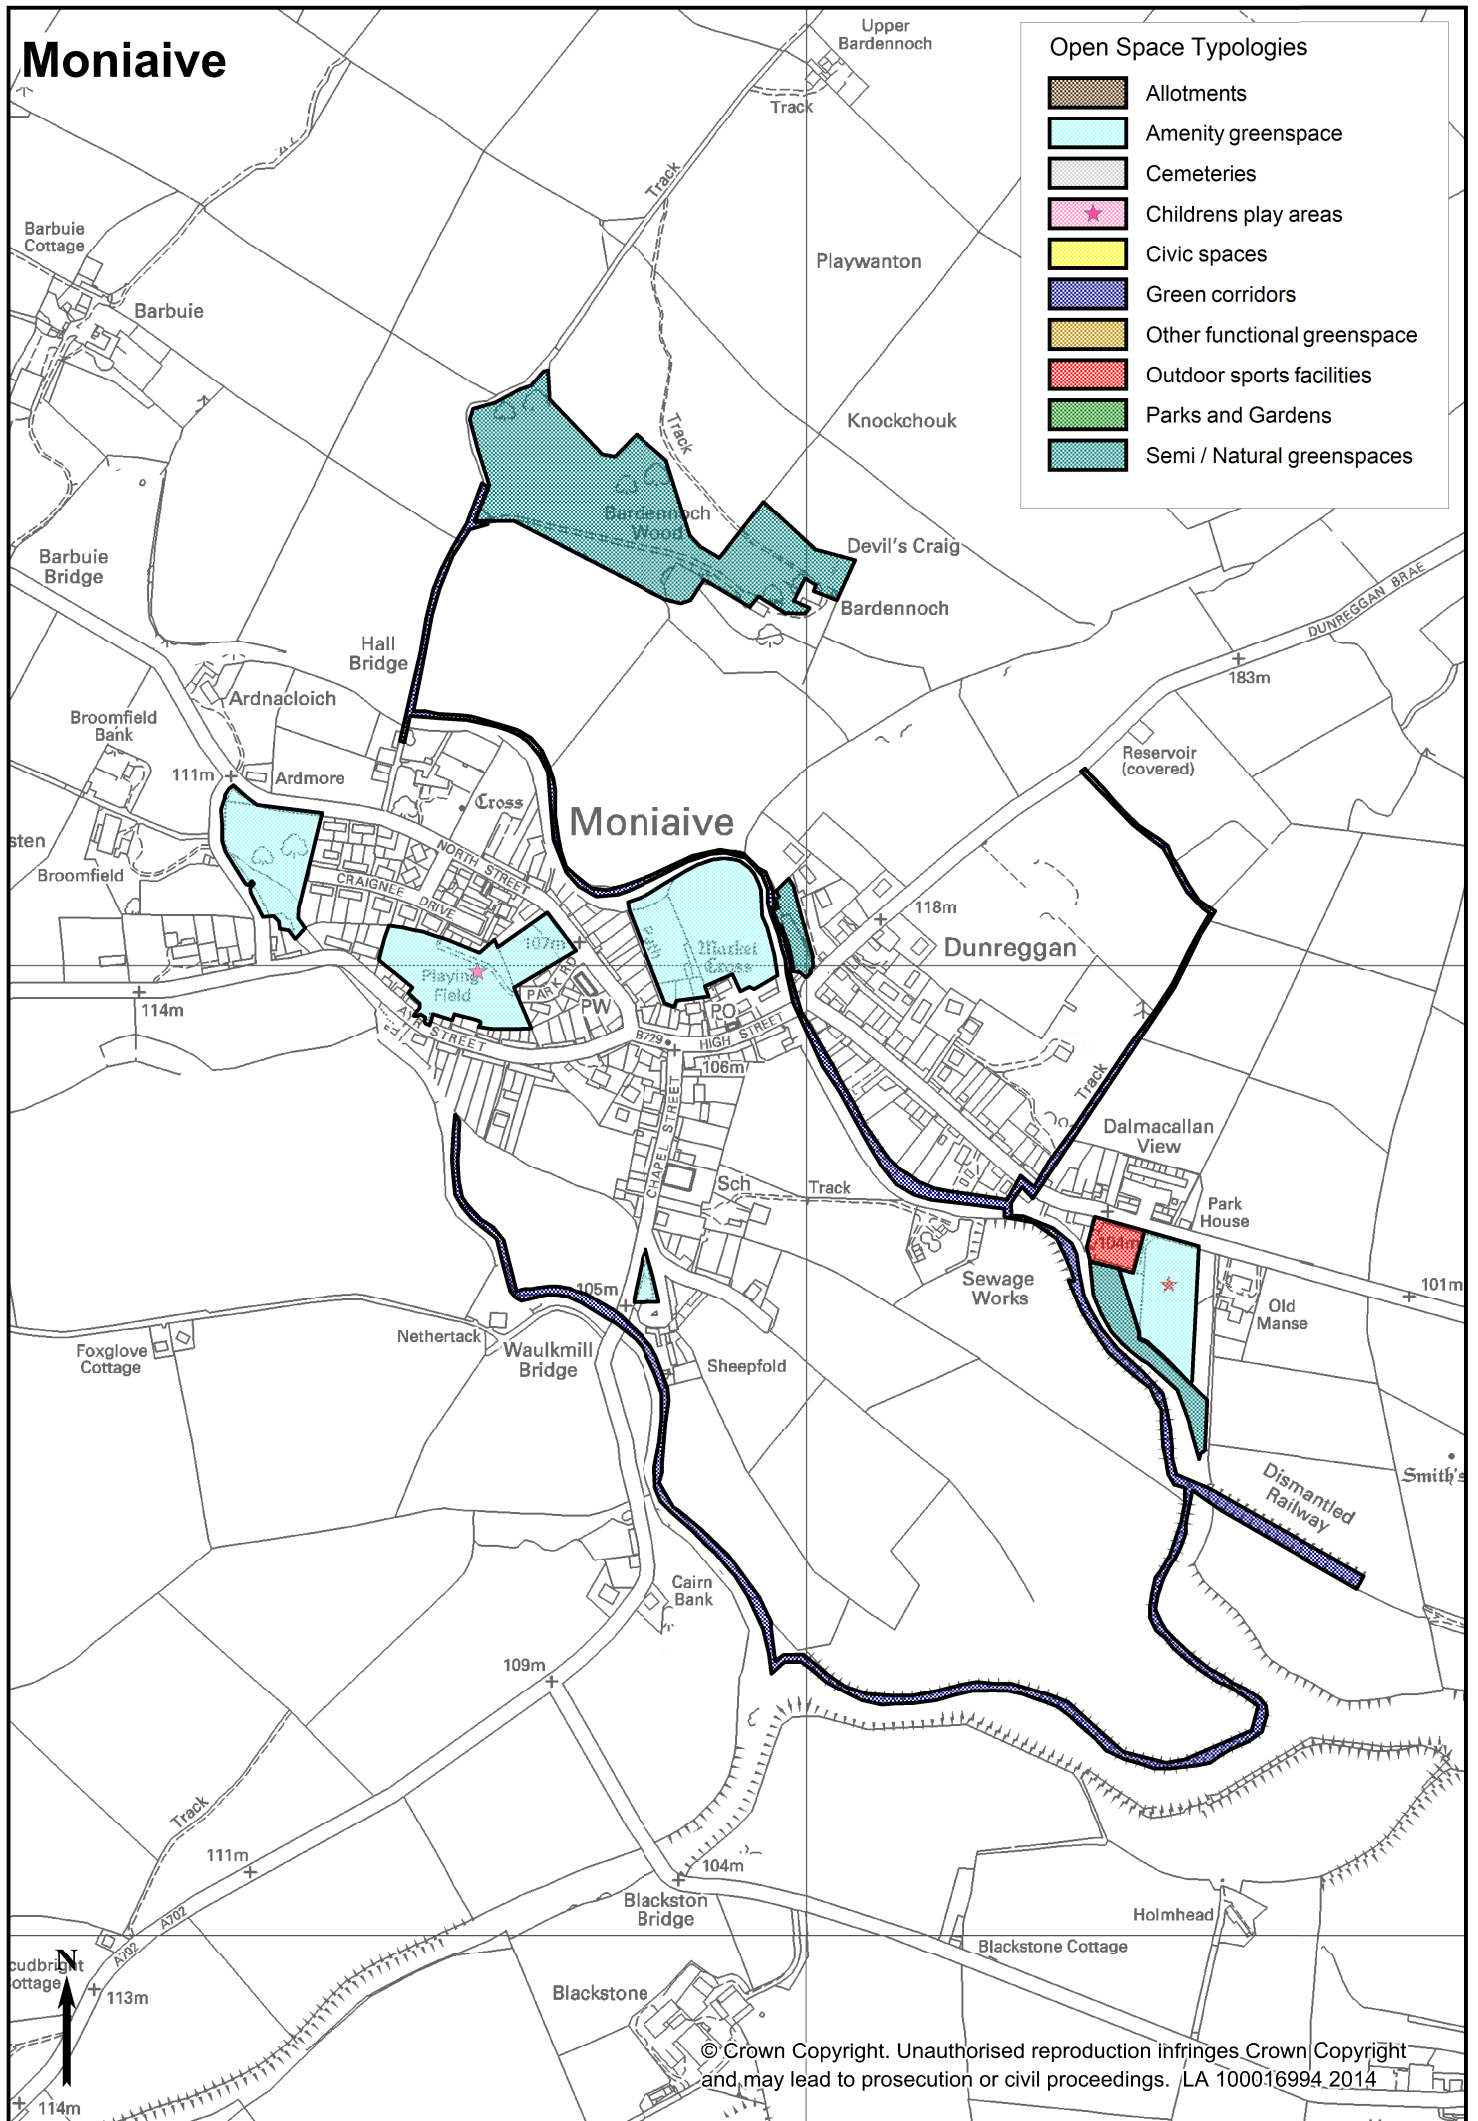 Moniaive
Open Space Typologies
Allotments
Amenity greenspace
Cemeteries
Childrens play areas
Civic spaces
Green corridors
Other functional greenspace
Outdoor sports facilities
Parks and Gardens
Semi / Natural greenspaces
Upper
Bardennoch
Track
Track
Barbuie
Cottage
Playwanton
Barbuie
Track
Knockchouk
Bardennoch
Wood
Devil's Craig
Barbuie
Bridge
Bardennoch
DUNREGGAN BRAE
Hall
Bridge
183m
Ardnacloich
Broomfield
Bank
Reservoir
(covered)
111m
Ardmore
Cross
Moniaive
sten
Broomfield
NORTH STREET
CRAIGNEE DRIVE
118m
Dunreggan
107m
Path
Market
Cross
Playing
Field
PARK RD
PW
PO
114m
AYR STREET
B729
HIGH STREET
106m
Track
CHAPEL STREET
Dalmacallan
View
Sch
Track
Park
House
104m
Sewage
Works
101m
105m
Old
Manse
Nethertack
Foxglove
Cottage
Waulkmill
Bridge
Sheepfold
Smith's
Dismantled
Railway
Cairn
Bank
109m
Track
111m
104m
A702
Blackston
Bridge
Holmhead
A702
Blackstone Cottage
N
cudbright
ottage
113m
Blackstone
© Crown Copyright. Unauthorised reproduction infringes Crown Copyright
and may lead to prosecution or civil proceedings. LA 100016994 2014
114m